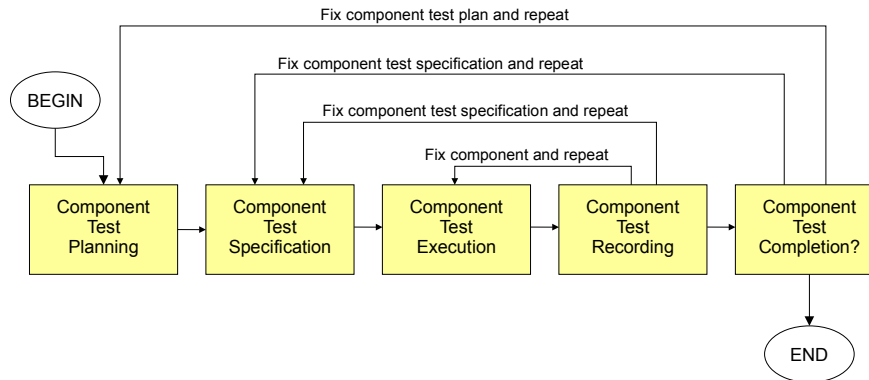 Fix component test plan and repeat
Fix component test specification and repeat
BEGIN
Fix component test specification and repeat
Fix component and repeat
Component
Test
Planning
Component
Test
Specification
Component
Test
Execution
Component
Test
Recording
Component
Test
Completion?
END